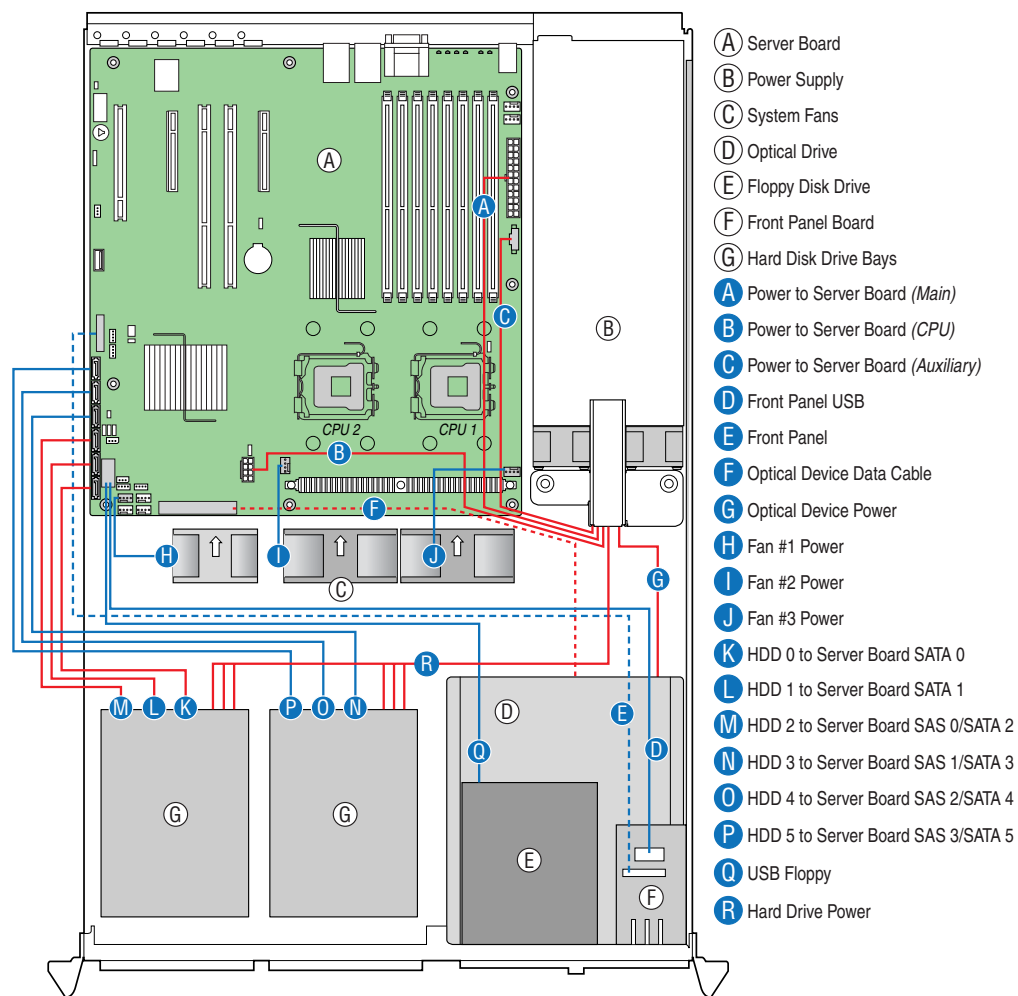 A Server Board
B Power Supply
C System Fans
D Optical Drive
E Floppy Disk Drive
F Front Panel Board
G Hard Disk Drive Bays
A Power to Server Board (Main)
B Power to Server Board (CPU)
C Power to Server Board (Auxiliary)
D Front Panel USB
E Front Panel
F Optical Device Data Cable
G Optical Device Power
H Fan #1 Power
I Fan #2 Power
J Fan #3 Power
K HDD 0 to Server Board SATA 0
L HDD 1 to Server Board SATA 1
M HDD 2 to Server Board SAS 0/SATA 2
N HDD 3 to Server Board SAS 1/SATA 3
O HDD 4 to Server Board SAS 2/SATA 4
P HDD 5 to Server Board SAS 3/SATA 5
Q USB Floppy
R Hard Drive Power
A
A
C
B
CPU 2
CPU 1
B
F
H
I
J
C
G
R
M
L
K
P
O
N
D
E
Q
D
G
G
E
F